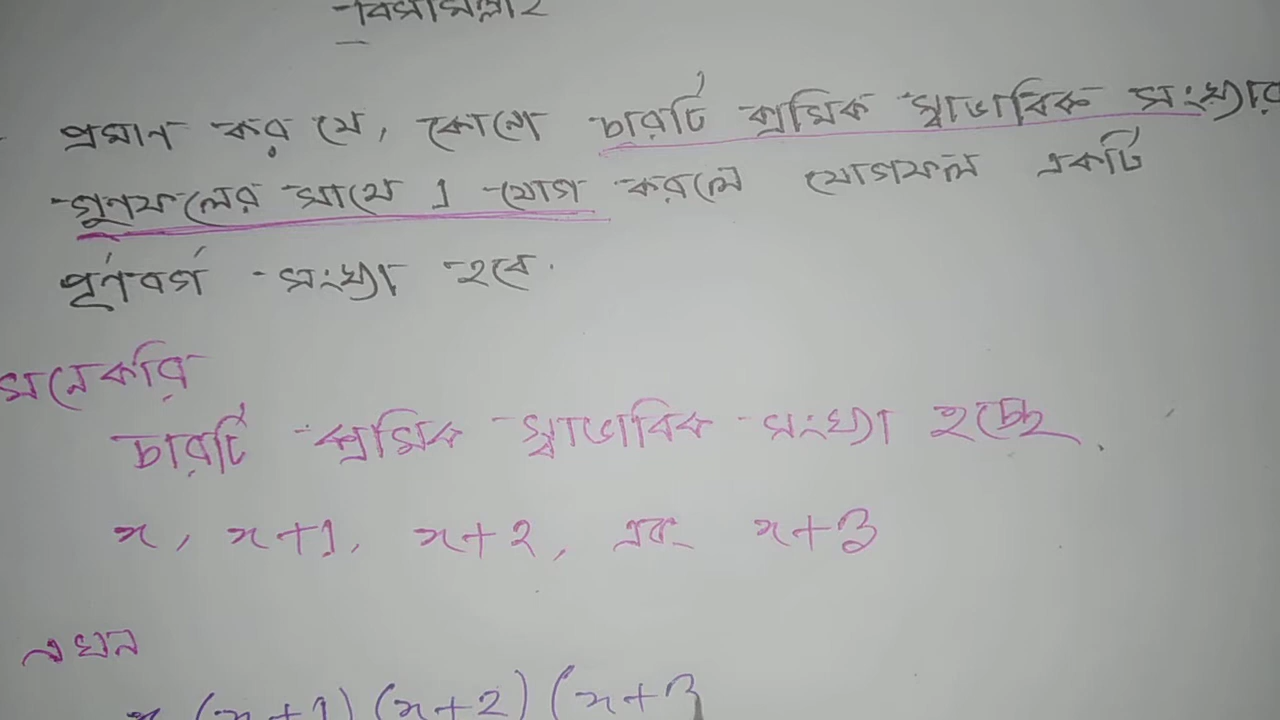 প্রমান কর যে, কোনো চারটি ক্রমিক স্বাভাবিক সংখ্যার
গুণফলের সাথে 1 যোগ করলে যোগফল একটি
পূর্ণবর্গ সংখ্যা হবে.
মনেকরি
চারটি ক্রমিক স্বাভাবিক সংখ্যা হচ্ছে.
x, x+1, x+2, এবং x+3
এখন
x (x+1) (x+2) (x+3